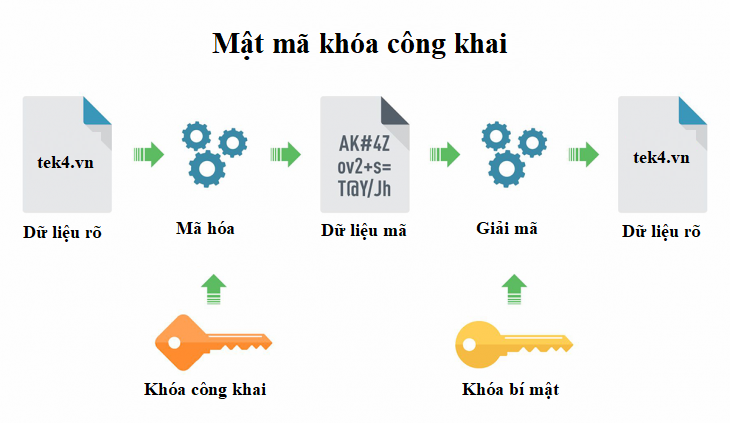 Mật mã khóa công khai
tek4.vn
AK#4Z
ov2+s=
T@Y/Jh
tek4.vn
Dữ liệu rõ
Mã hóa
Dữ liệu mã
Giải mã
Dữ liệu rõ
Khóa công khai
Khóa bí mật